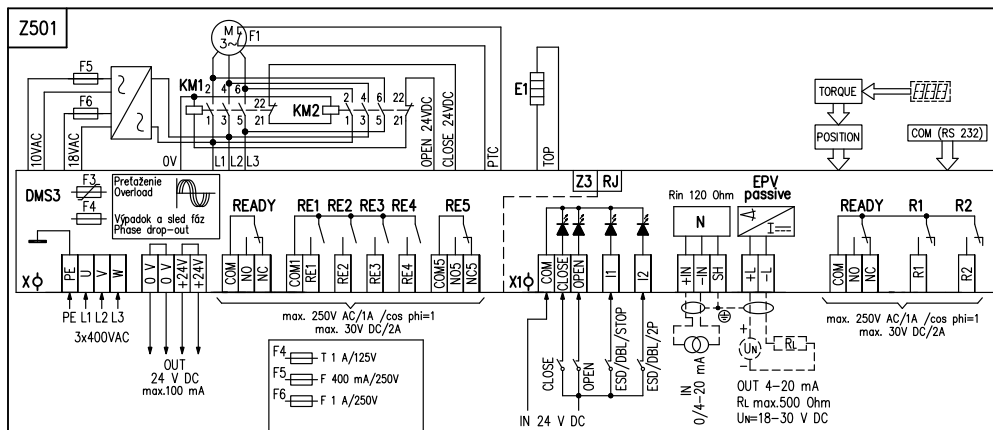 Z501
M
3~
F1
F5
F6
KM1
2 4 6
22
1 3 5
21
KM2
2 4 6 22
1 3 5 21
E1
TORQUE
POSITION
COM (RS 232)
10VAC
18VAC
0V
L1 L2 L3
OPEN 24VDC
CLOSE 24VDC
PTC
TOP
DMS3
F3
F4
Preťaženie
Overload
Výpadok a sled fáz
Phase drop-out
READY
RE1 RE2 RE3 RE4
RE5
Z3 RJ
Rin 120 Ohm
N
EPV
passive
READY
R1
R2
X
PE
U
V
W
0 V
0 V
+24V
+24V
COM
NO
NC
COM1
RE1
RE2
RE3
RE4
COM5
NO5
NC5
X1
COM
CLOSE
OPEN
I1
I2
+IN
-IN
SH
+L
-L
COM
NO
NC
R1
R2
PE L1 L2 L3
3x400VAC
OUT
24 V DC
max.100 mA
max. 250V AC/1A /cos phi=1
max. 30V DC/2A
F4 T 1 A/125V
F5 F 400 mA/250V
F6 F 1 A/250V
CLOSE
OPEN
ESD/DBL/STOP
ESD/DBL/2P
IN 24 V DC
IN
0/4-20 mA
+
UN
-
RL
OUT 4-20 mA
RL max.500 Ohm
UN=18-30 V DC
max. 250V AC/1A /cos phi=1
max. 30V DC/2A